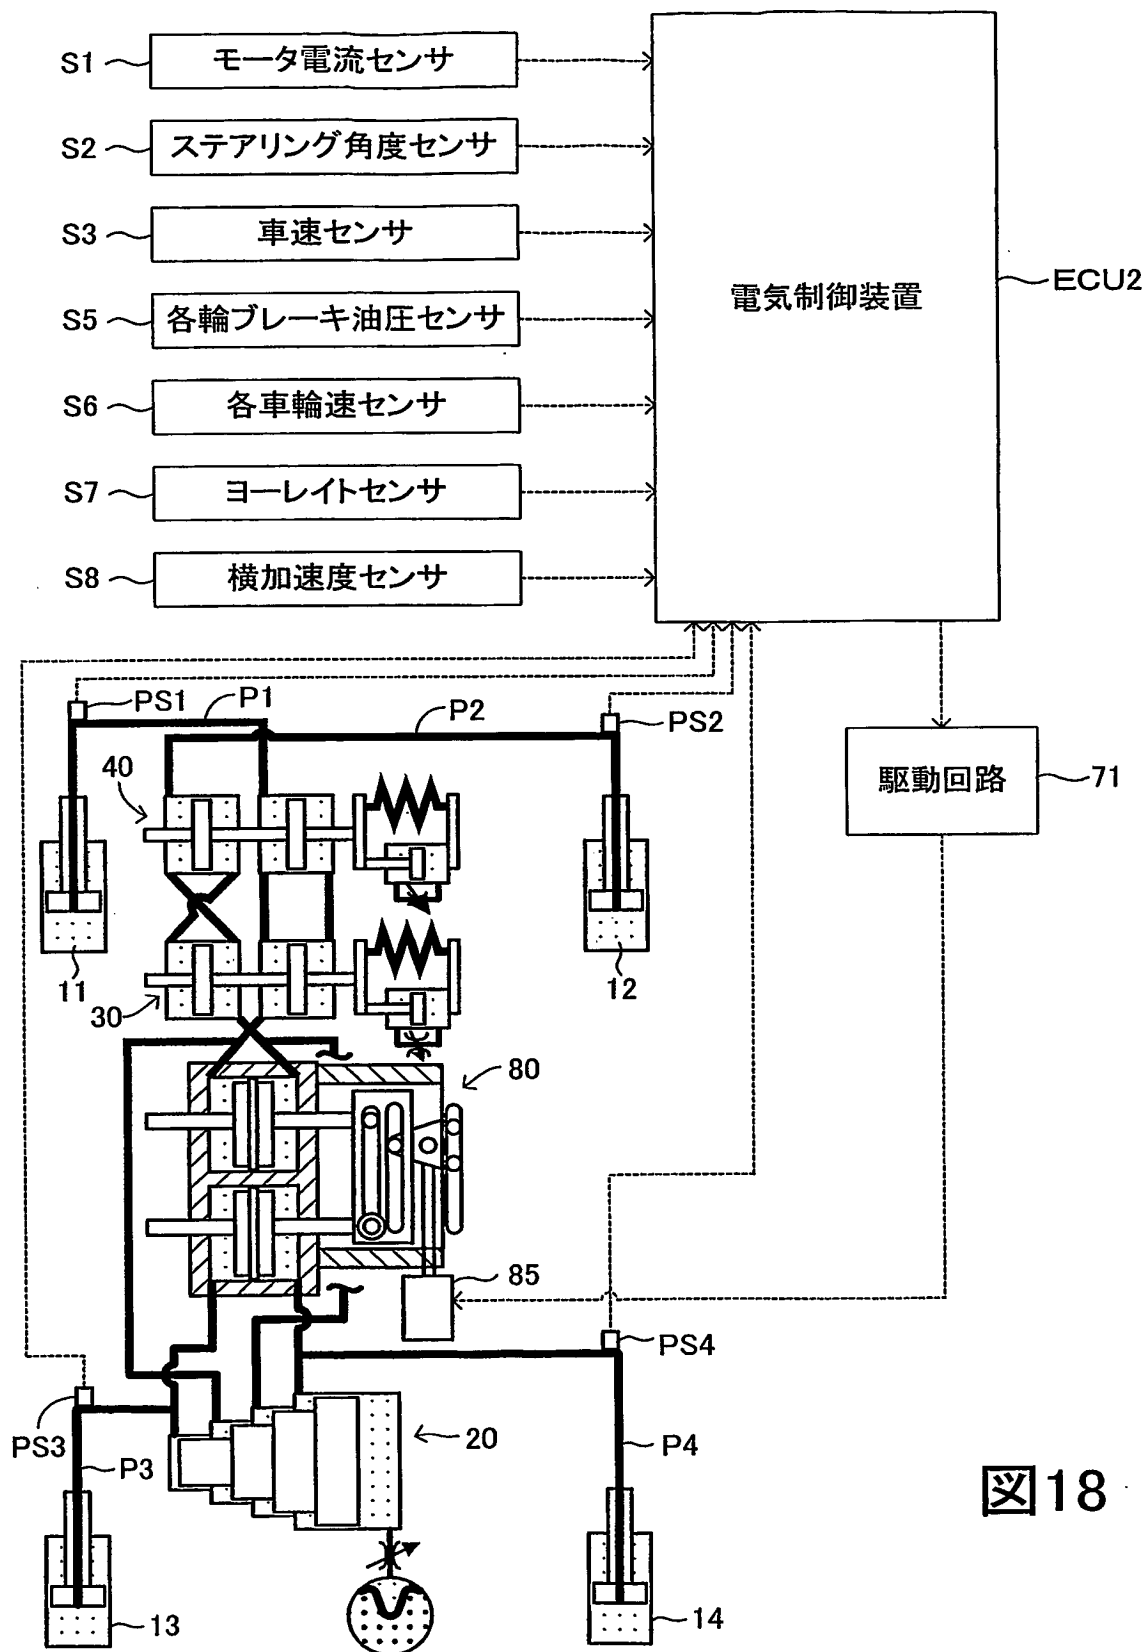 S1 モータ電流センサ
S2 ステアリング角度センサ
S3 車速センサ
S5 各輪ブレーキ油圧センサ
S6 各車輪速センサ
S7 ヨーレイトセンサ
S8 横加速度センサ
電気制御装置
ECU2
PS1
P1
P2
PS2
駆動回路
71
40
11
12
30
80
85
PS4
PS3
P3
20
P4
13
14
図18